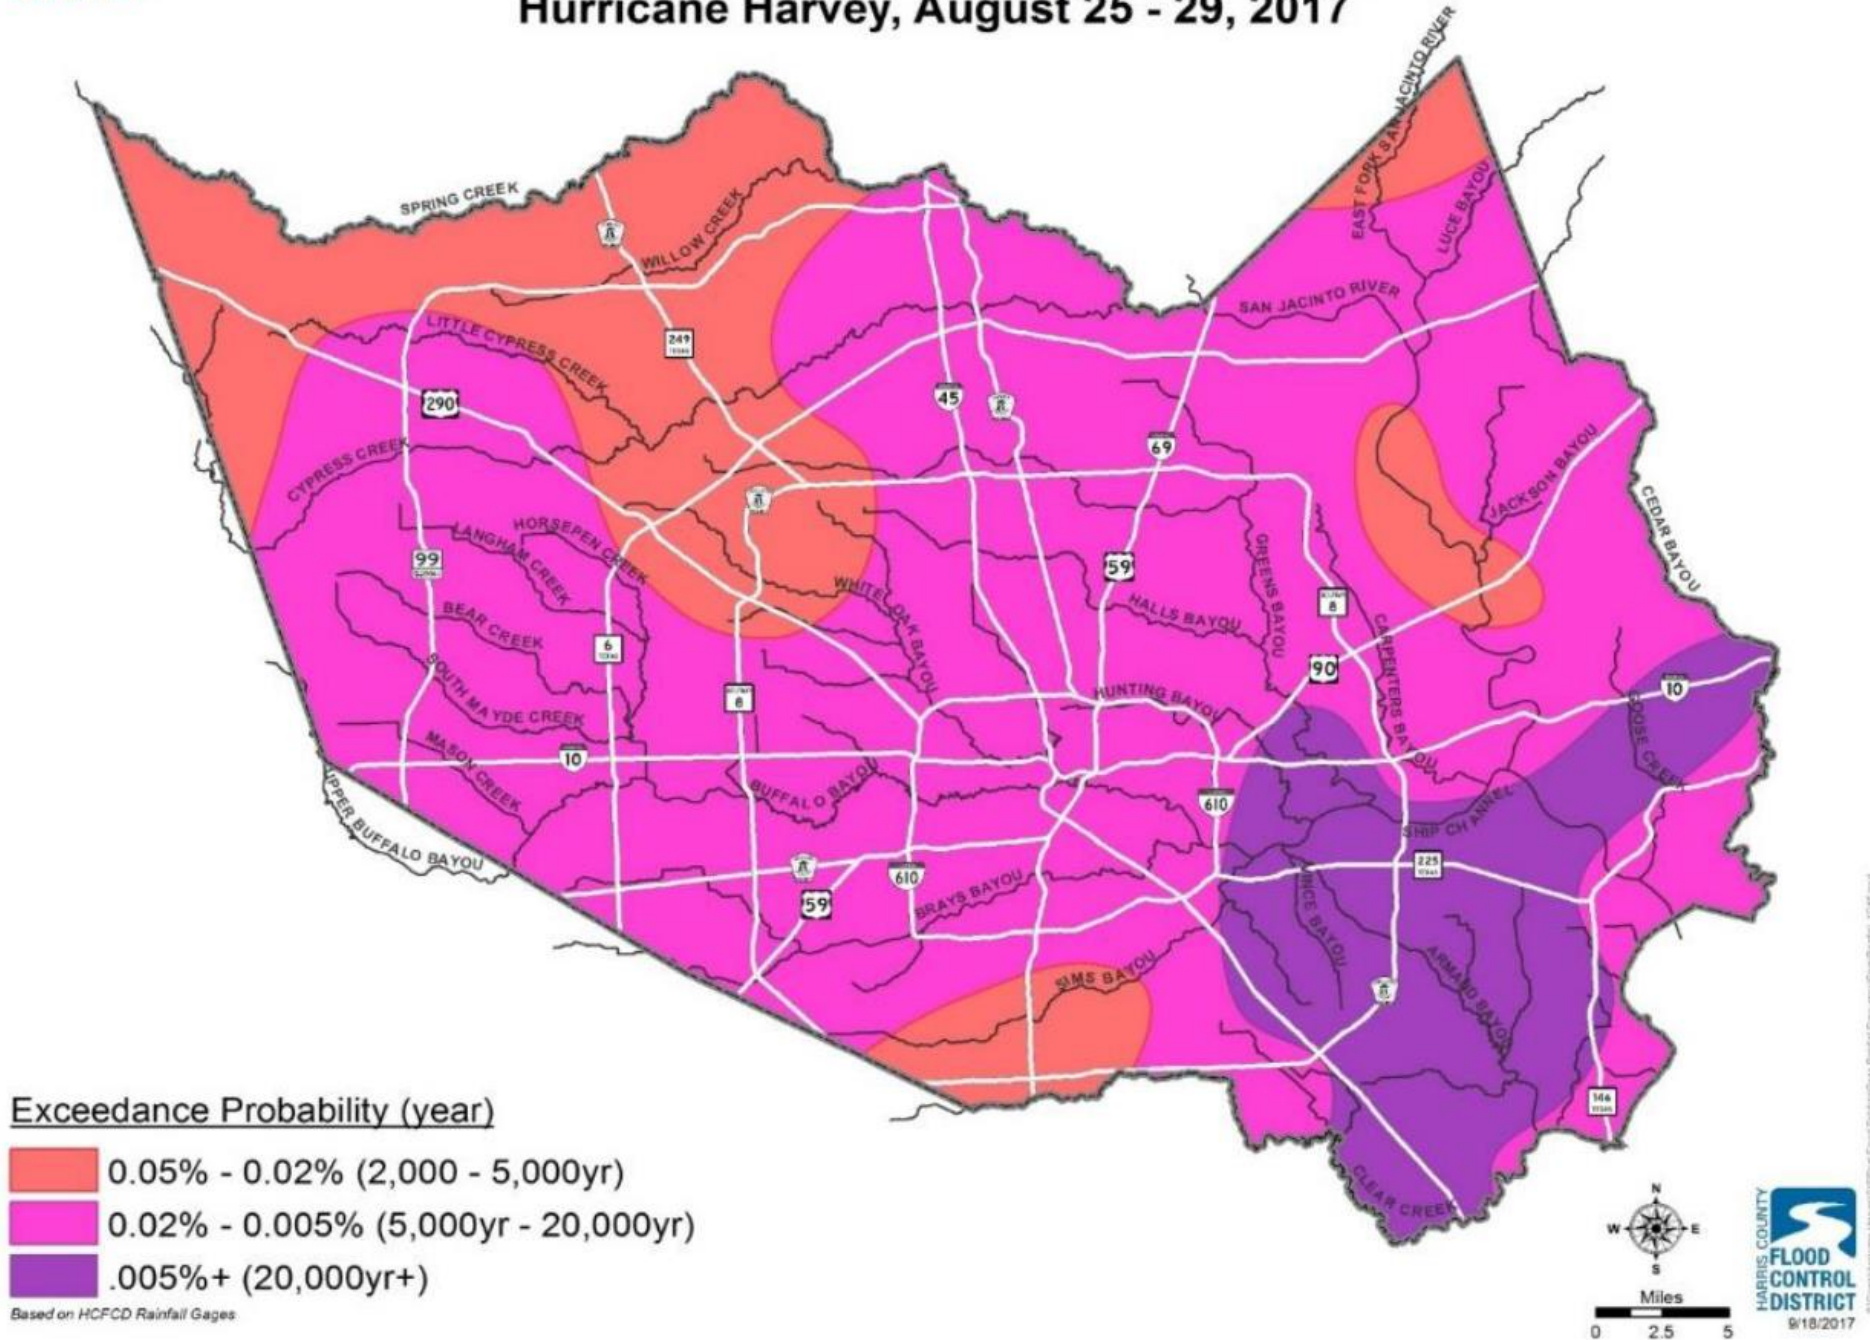 Hurricane Harvey, August 25 - 29, 2017
EAST FORK SAN JACINTO RIVER
SPRING CREEK
WILLOW CREEK
LUCE BAYOU
SAN JACINTO RIVER
LITTLE CYPRESS CREEK
249
TEXAS
290
45
69
CYPRESS CREEK
JACKSON BAYOU
CEDAR BAYOU
HORSEPEN CREEK
LANGHAM CREEK
99
59
GREENS BAYOU
WHITE OAK BAYOU
HALLS BAYOU
8
BEAR CREEK
6
TEXAS
CARPENTERS BAYOU
90
SOUTH MAYDE CREEK
8
HUNTING BAYOU
10
GOOSE CREEK
MASON CREEK
10
BUFFALO BAYOU
610
SHIP CHANNEL
UPPER BUFFALO BAYOU
225
TEXAS
610
59
BRAYS BAYOU
VINCE BAYOU
SIMS BAYOU
ARMAND BAYOU
146
TEXAS
CLEAR CREEK
Exceedance Probability (year)
0.05% - 0.02% (2,000 - 5,000yr)
0.02% - 0.005% (5,000yr - 20,000yr)
.005%+ (20,000yr+)
Based on HCFCD Rainfall Gages
N
W
E
S
Miles
0 2.5 5
HARRIS COUNTY
FLOOD
CONTROL
DISTRICT
9/18/2017